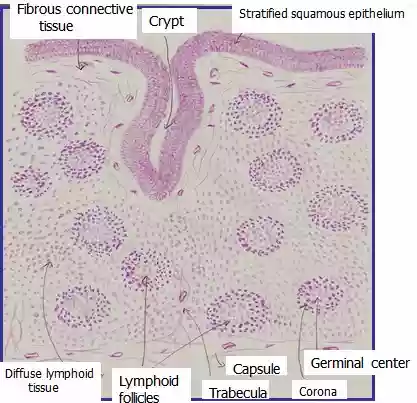 Fibrous connective
tissue
Crypt
Stratified squamous epithelium
Diffuse lymphoid
tissue
Lymphoid
follicles
Capsule
Trabecula
Germinal center
Corona